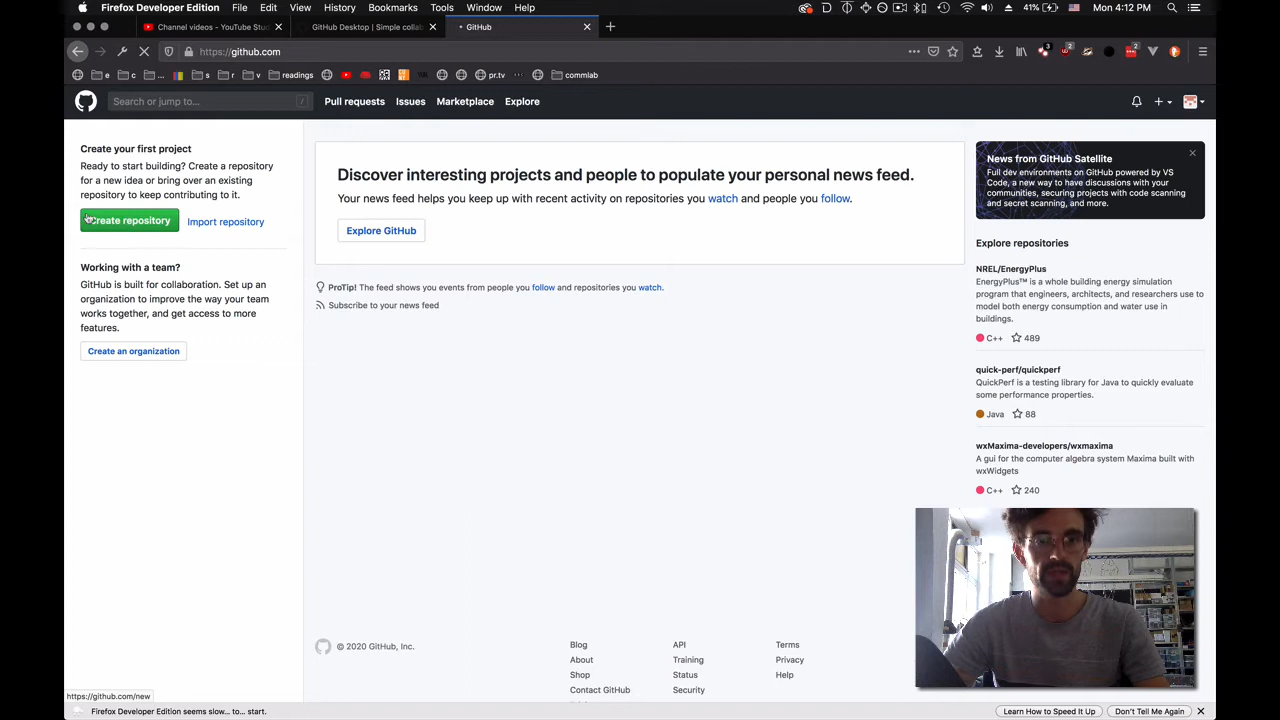 Firefox Developer Edition File Edit View History Bookmarks Tools Window Help
41% Mon 4:12 PM
Channel videos - YouTube Stu
GitHub Desktop | Simple collab
GitHub
https://github.com
e c ... s r v readings pr.tv commlab
Search or jump to... /
Pull requests Issues Marketplace Explore
Create your first project
Ready to start building? Create a repository
for a new idea or bring over an existing
repository to keep contributing to it.
Create repository Import repository
Working with a team?
GitHub is built for collaboration. Set up an
organization to improve the way your team
works together, and get access to more
features.
Create an organization
Discover interesting projects and people to populate your personal news feed.
Your news feed helps you keep up with recent activity on repositories you watch and people you follow.
Explore GitHub
ProTip! The feed shows you events from people you follow and repositories you watch.
Subscribe to your news feed
News from GitHub Satellite
Full dev environments on GitHub powered by VS
Code, a new way to have discussions with your
communities, securing projects with code scanning
and secret scanning, and more.
Explore repositories
NREL/EnergyPlus
EnergyPlus™ is a whole building energy simulation
program that engineers, architects, and researchers use to
model both energy consumption and water use in
buildings.
C++ 489
quick-perf/quickperf
QuickPerf is a testing library for Java to quickly evaluate
some performance properties.
Java 88
wxMaxima-developers/wxmaxima
A gui for the computer algebra system Maxima built with
wxWidgets
C++ 240
© 2020 GitHub, Inc.
Blog
About
Shop
Contact GitHub
API
Training
Status
Security
Terms
Privacy
Help
https://github.com/new
Firefox Developer Edition seems slow... to... start.
Learn How to Speed It Up Don't Tell Me Again